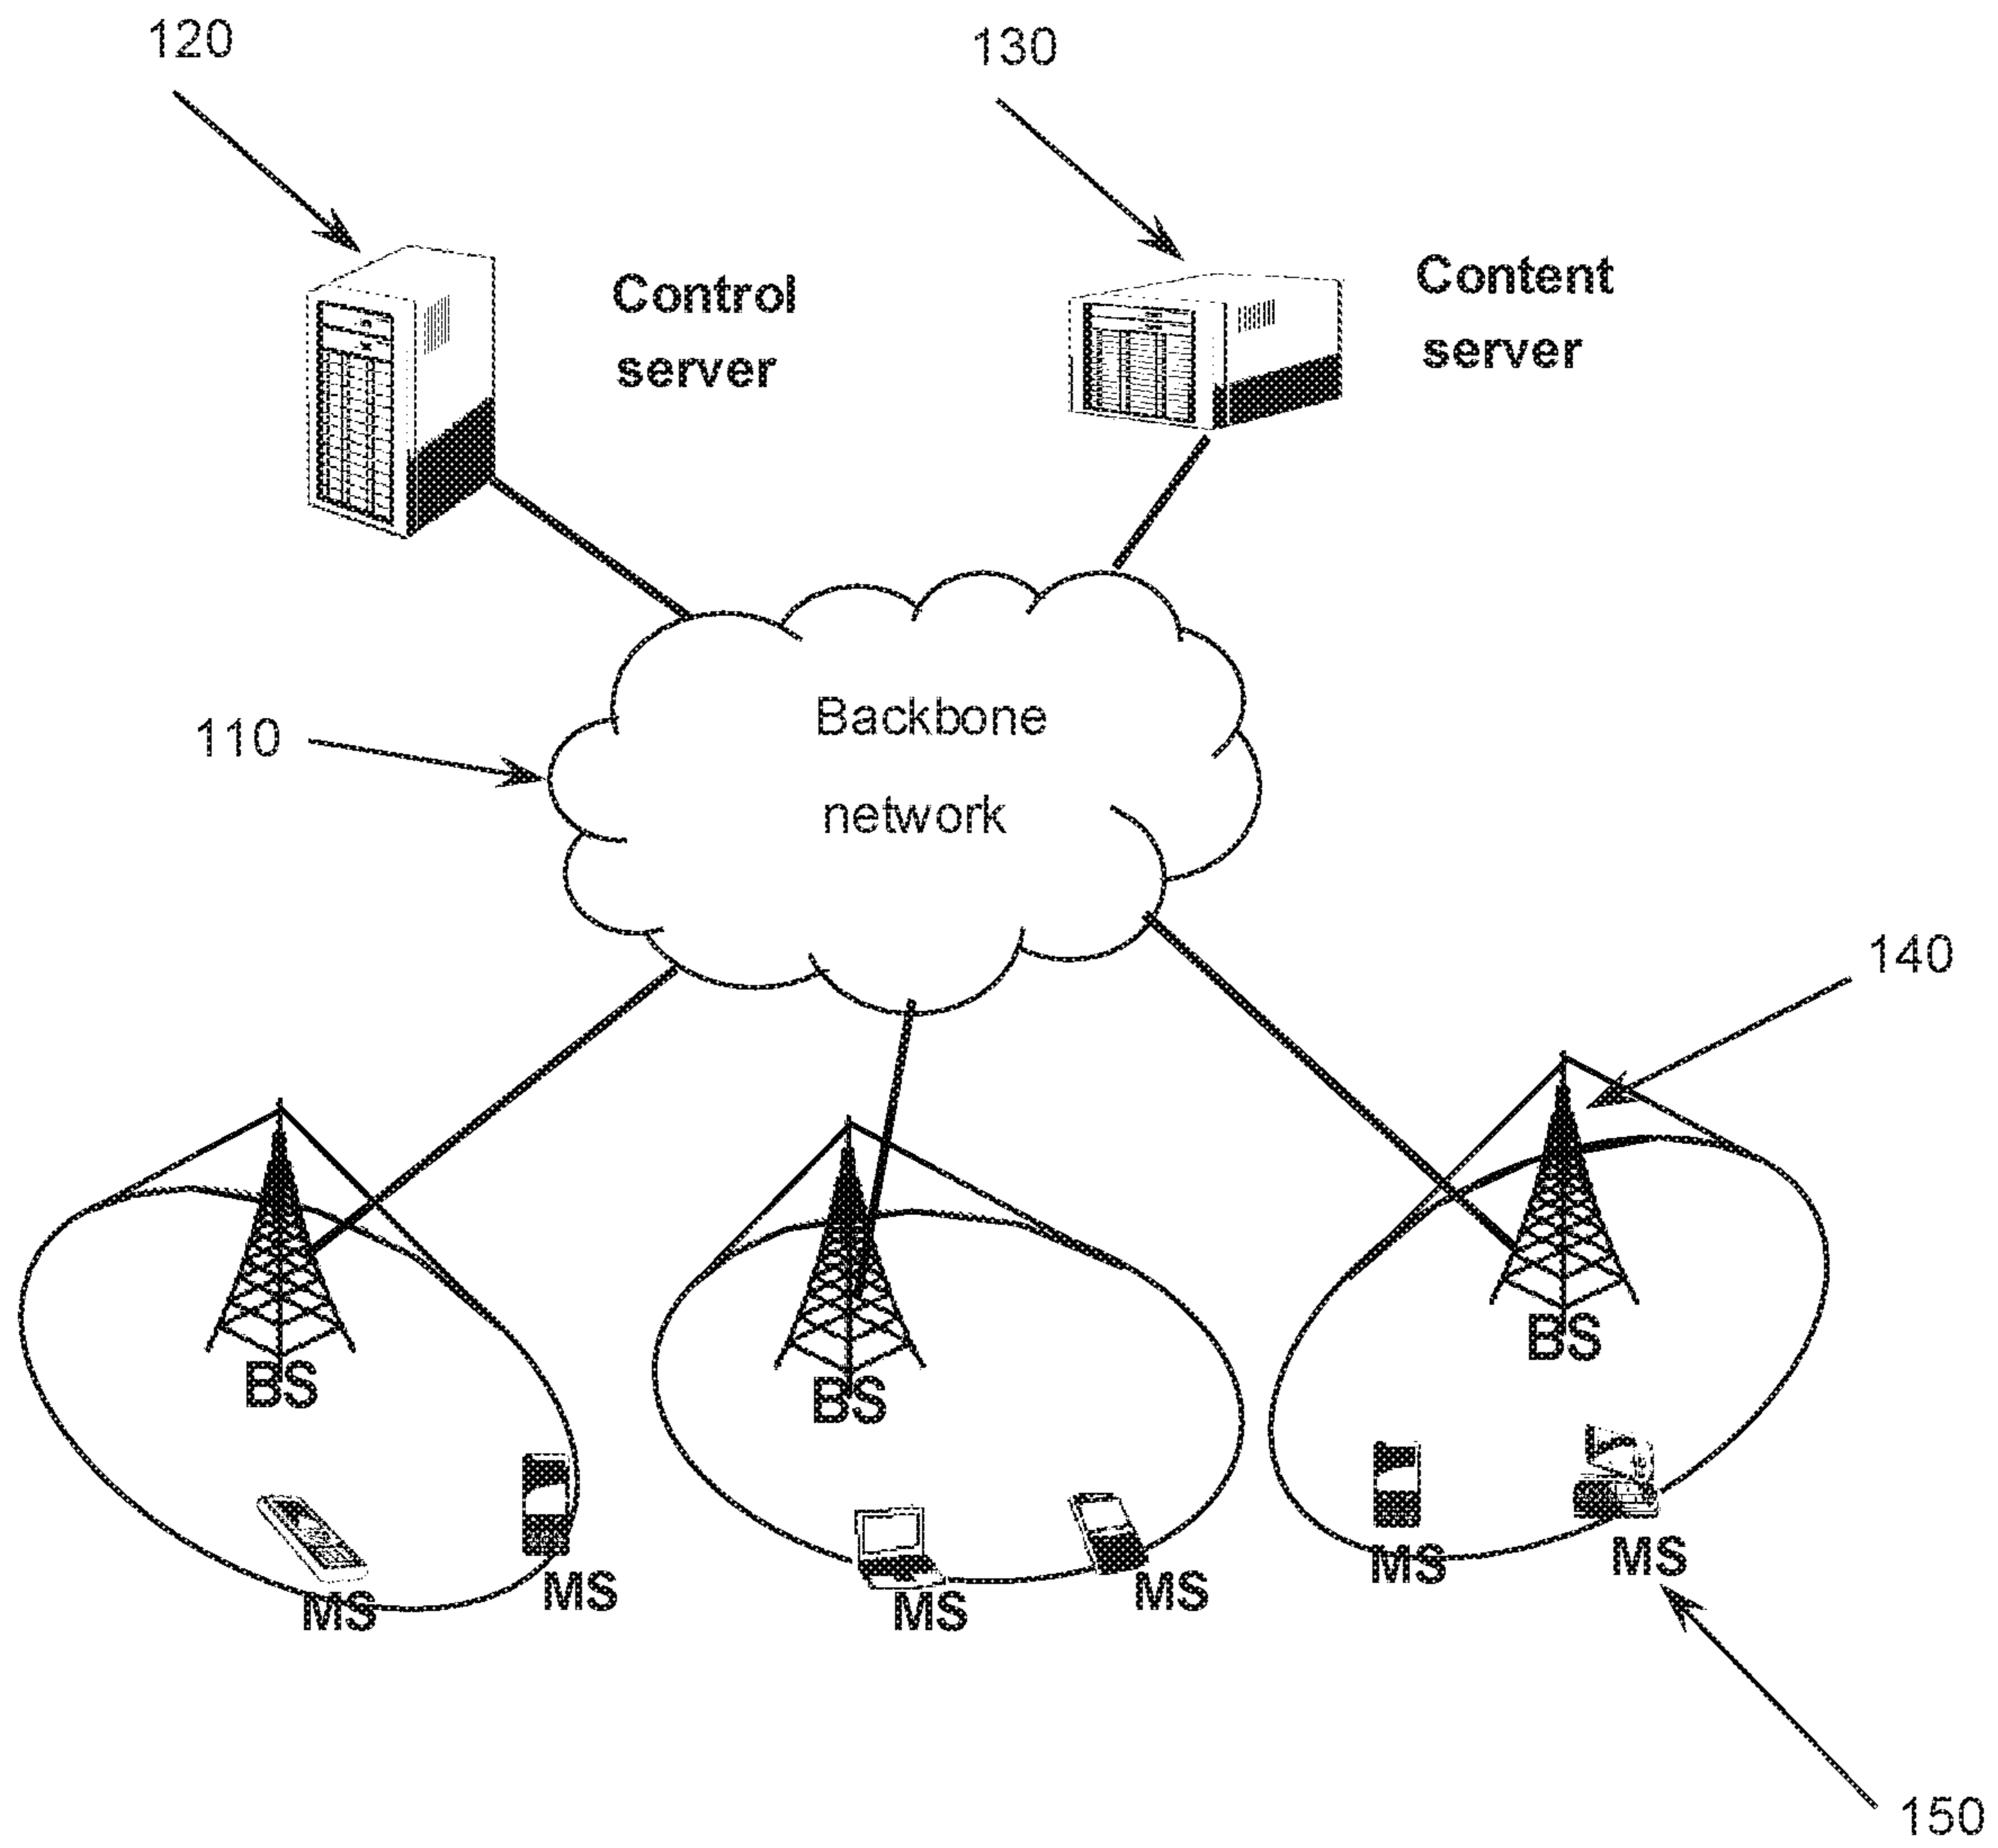 120
130
Control
server
Content
server
Backbone
network
110
140
BS
BS
BS
MS
MS
MS
MS
MS
MS
150